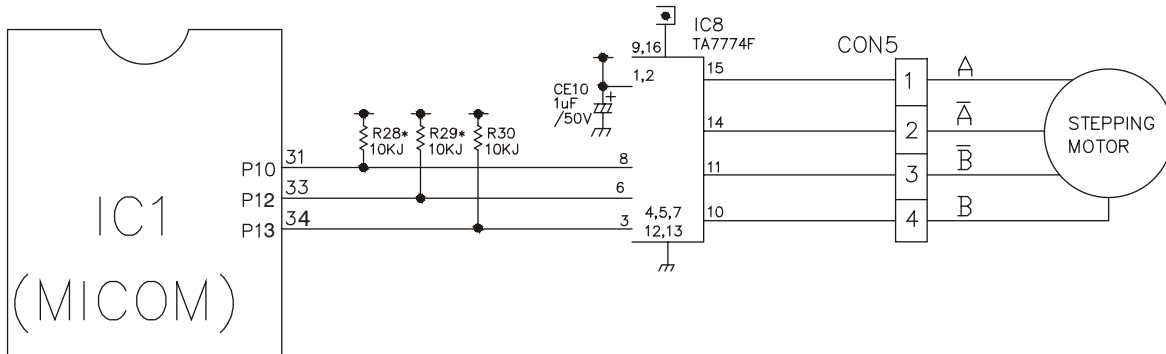 IC1
(MICOM)
P10
31
P12
33
P13
34
R28*
10KJ
R29*
10KJ
R30
10KJ
CE10
1uF
/50V
+
9,16
IC8
TA7774F
1,2
8
6
3
4,5,7
12,13
15
14
11
10
CON5
1
2
3
4
A
A̅
B̅
B
STEPPING
MOTOR